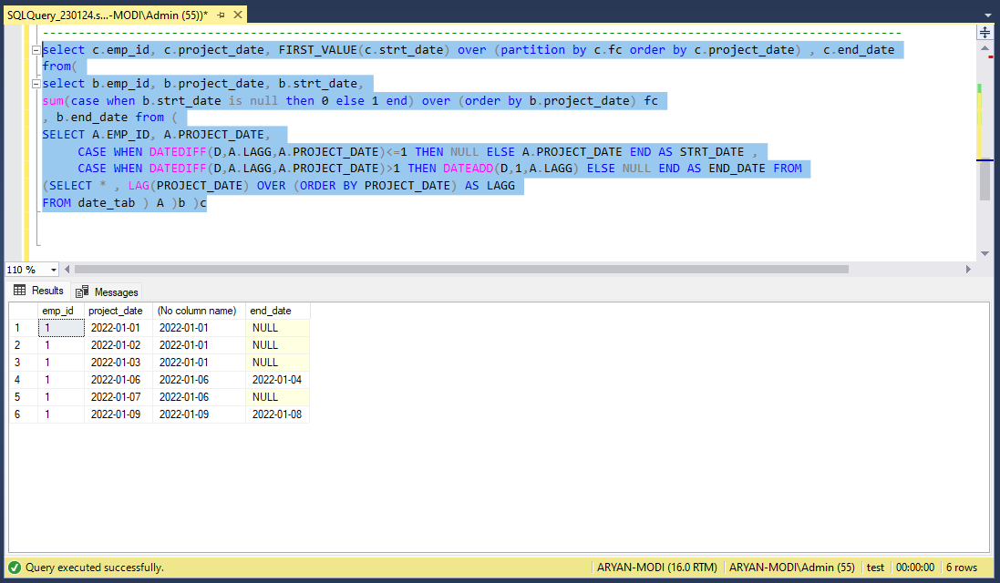 SQLQuery_230124.s...-MODI\Admin (55))*
select c.emp_id, c.project_date, FIRST_VALUE(c.strt_date) over (partition by c.fc order by c.project_date) , c.end_date
from(
select b.emp_id, b.project_date, b.strt_date,
sum(case when b.strt_date is null then 0 else 1 end) over (order by b.project_date) fc
, b.end_date from (
SELECT A.EMP_ID, A.PROJECT_DATE,
CASE WHEN DATEDIFF(D,A.LAGG,A.PROJECT_DATE)<=1 THEN NULL ELSE A.PROJECT_DATE END AS STRT_DATE ,
CASE WHEN DATEDIFF(D,A.LAGG,A.PROJECT_DATE)>1 THEN DATEADD(D,1,A.LAGG) ELSE NULL END AS END_DATE FROM
(SELECT * , LAG(PROJECT_DATE) OVER (ORDER BY PROJECT_DATE) AS LAGG
FROM date_tab ) A )b )c
110 %
Results Messages
emp_id project_date (No column name) end_date
1 1 2022-01-01 2022-01-01 NULL
2 1 2022-01-02 2022-01-01 NULL
3 1 2022-01-03 2022-01-01 NULL
4 1 2022-01-06 2022-01-06 2022-01-04
5 1 2022-01-07 2022-01-06 NULL
6 1 2022-01-09 2022-01-09 2022-01-08
Query executed successfully. ARYAN-MODI (16.0 RTM) ARYAN-MODI\Admin (55) test 00:00:00 6 rows